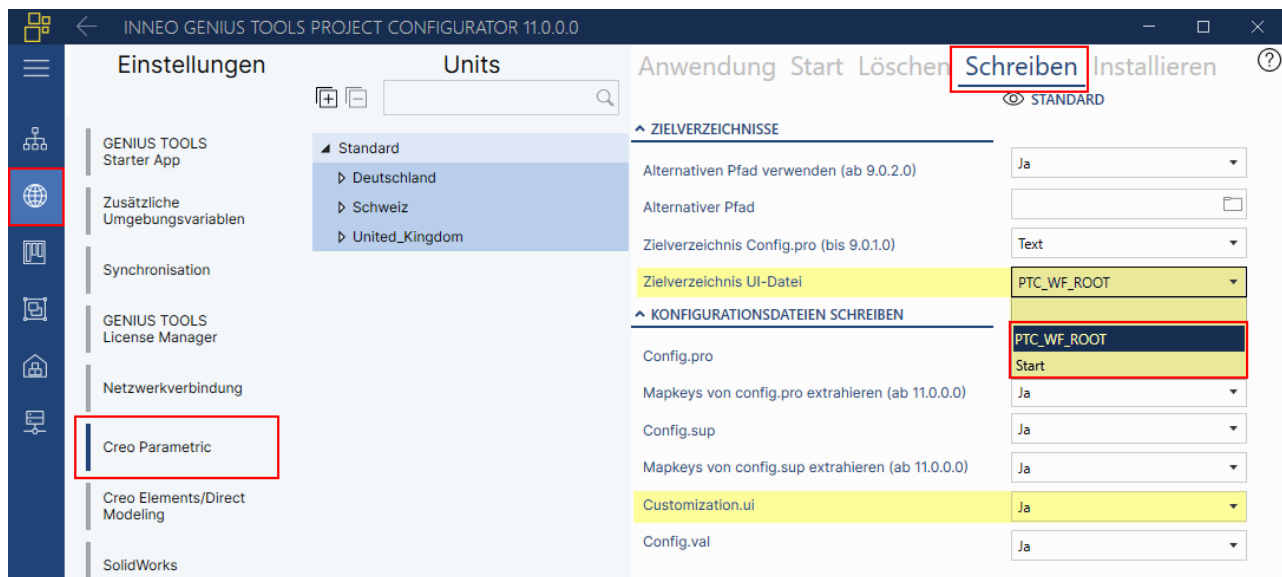 INNEO GENIUS TOOLS PROJECT CONFIGURATOR 11.0.0.0
Einstellungen
GENIUS TOOLS
Starter App
Zusätzliche
Umgebungsvariablen
Synchronisation
GENIUS TOOLS
License Manager
Netzwerkverbindung
Creo Parametric
Creo Elements/Direct
Modeling
SolidWorks
Units
Standard
Deutschland
Schweiz
United_Kingdom
Anwendung Start Löschen Schreiben Installieren
STANDARD
ZIELVERZEICHNISSE
Alternativen Pfad verwenden (ab 9.0.2.0) Ja
Alternativer Pfad
Zielverzeichnis Config.pro (bis 9.0.1.0) Text
Zielverzeichnis UI-Datei PTC_WF_ROOT
KONFIGURATIONSDATEIEN SCHREIBEN
PTC_WF_ROOT
Config.pro
Start
Mapkeys von config.pro extrahieren (ab 11.0.0.0) Ja
Config.sup Ja
Mapkeys von config.sup extrahieren (ab 11.0.0.0) Ja
Customization.ui Ja
Config.val Ja